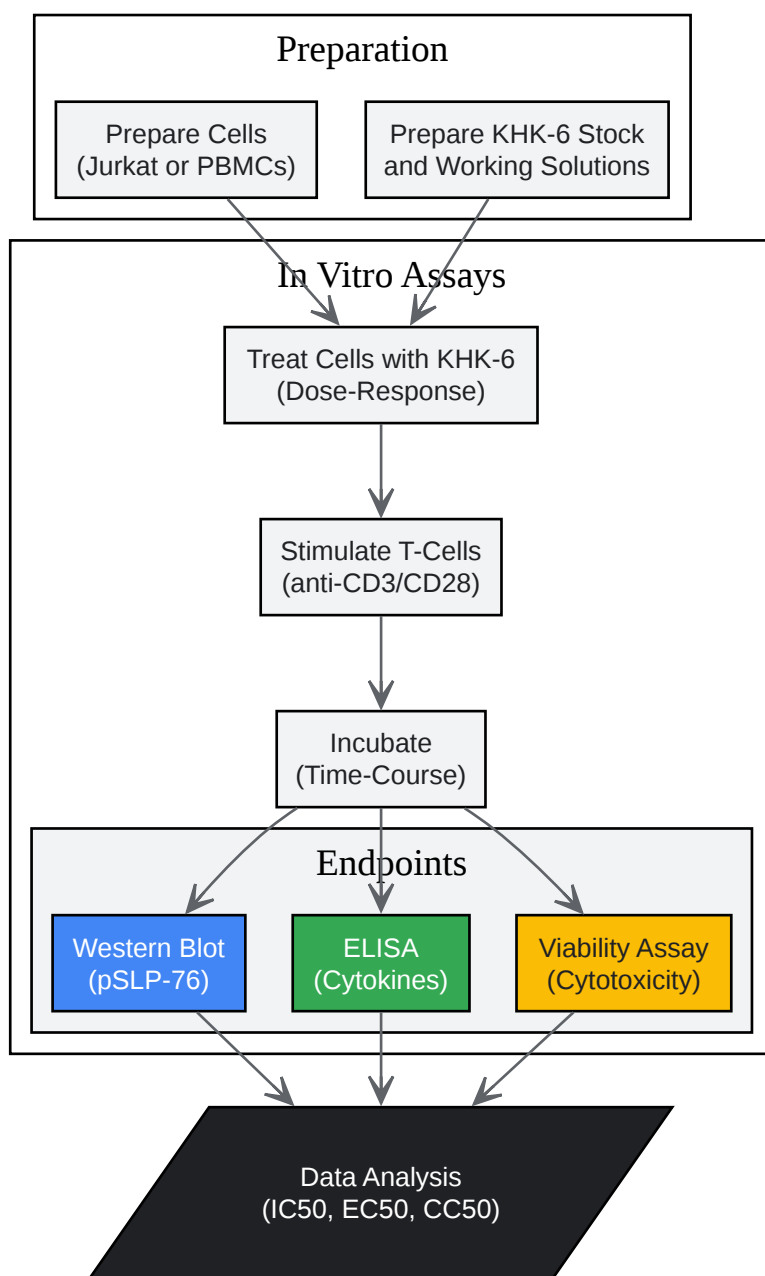 Preparation
Prepare Cells
(Jurkat or PBMCs)
Prepare KHK-6 Stock
and Working Solutions
In Vitro Assays
Treat Cells with KHK-6
(Dose-Response)
Stimulate T-Cells
(anti-CD3/CD28)
Incubate
(Time-Course)
Endpoints
Western Blot
(pSLP-76)
ELISA
(Cytokines)
Viability Assay
(Cytotoxicity)
Data Analysis
(IC50, EC50, CC50)